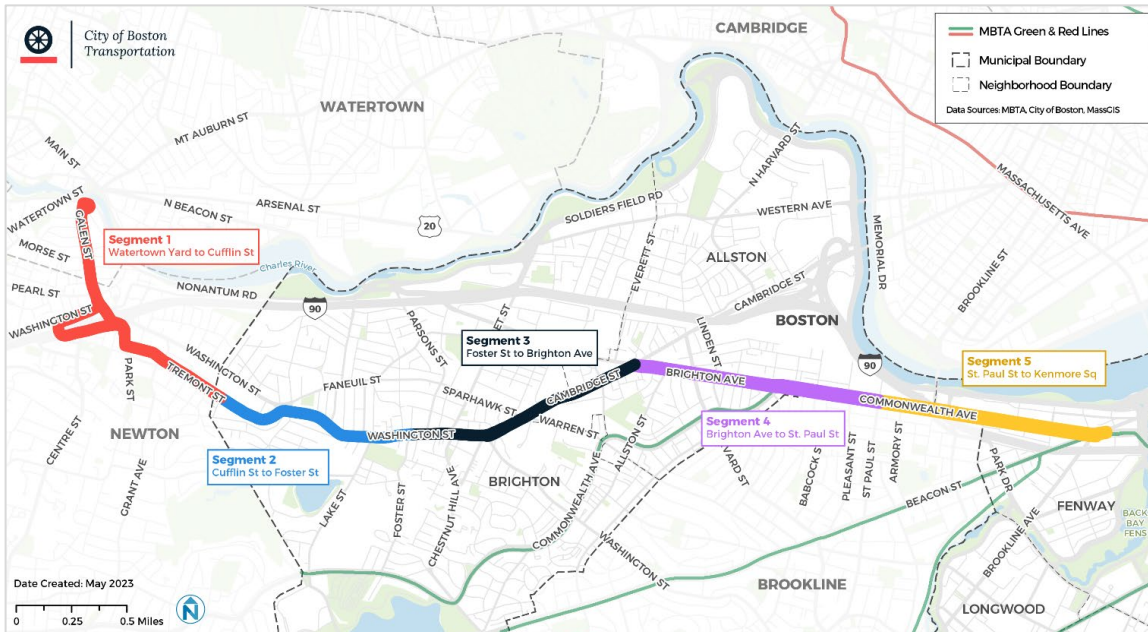 City of Boston
Transportation
CAMBRIDGE
MBTA Green & Red Lines
Municipal Boundary
Neighborhood Boundary
Data Sources: MBTA, City of Boston, MassGIS
WATERTOWN
MT AUBURN ST
MAIN ST
WATERTOWN ST
GALEN ST
N BEACON ST
ARSENAL ST
20
SOLDIERS FIELD RD
N HARVARD ST
WESTERN AVE
MASSACHUSETTS AVE
MEMORIAL DR
BROOKLINE ST
EVERETT ST
ALLSTON
Segment 1
Watertown Yard to Cufflin St
MORSE ST
Charles River
NONANTUM RD
PEARL ST
WASHINGTON ST
90
CAMBRIDGE ST
BOSTON
PARSONS ST
ET ST
LINDEN ST
Segment 3
Foster St to Brighton Ave
90
Segment 5
St. Paul St to Kenmore Sq
PARK ST
TREMONT ST
WASHINGTON ST
FANEUIL ST
SPARHAWK ST
CAMBRIDGE ST
BRIGHTON AVE
COMMONWEALTH AVE
WARREN ST
WASHINGTON ST
Segment 4
Brighton Ave to St. Paul St
ALLSTON ST
VARD ST
BABCOCK ST
PLEASANT ST
ST PAUL ST
ARMORY ST
CENTRE ST
NEWTON
GRANT AVE
Segment 2
Cufflin St to Foster St
LAKE ST
FOSTER ST
CHESTNUT HILL AVE
BRIGHTON
COMMONWEALTH AVE
WASHINGTON ST
BEACON ST
PARK DR
FENWAY
BACK
BAY
FENS
BROOKLINE AVE
BROOKLINE
LONGWOOD
Date Created: May 2023
0 0.25 0.5 Miles
N